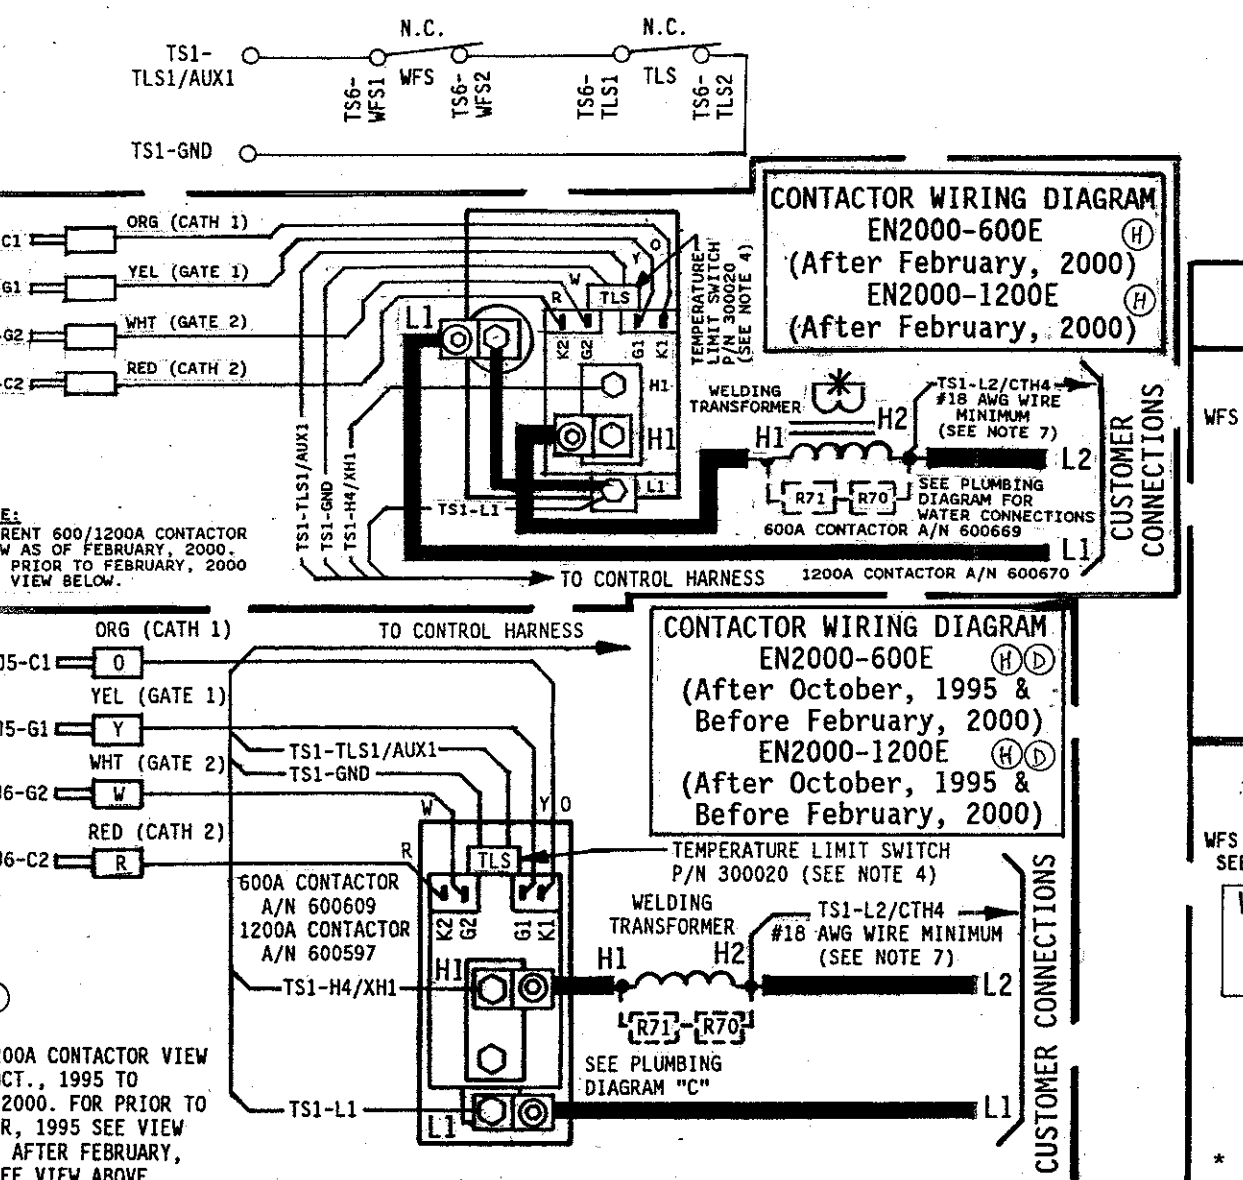 N.C.
N.C.
TS1-
TLS1/AUX1
TS6-
WFS1
WFS
TS6-
WFS2
TS6-
TLS1
TLS
TS6-
TLS2
TS1-GND
CONTACTOR WIRING DIAGRAM
EN2000-600E (H)
(After February, 2000)
EN2000-1200E (H)
(After February, 2000)
C1
ORG (CATH 1)
G1
YEL (GATE 1)
G2
WHT (GATE 2)
-C2
RED (CATH 2)
O
Y
W
R
TLS
L1
K2
G2
G1
K1
H1
H1
L1
TEMPERATURE
LIMIT SWITCH
P/N 300020
(SEE NOTE 4)
WELDING
TRANSFORMER
H1
H2
TS1-L2/CTH4
#18 AWG WIRE
MINIMUM
(SEE NOTE 7)
L2
R71
R70
SEE PLUMBING
DIAGRAM FOR
WATER CONNECTIONS
600A CONTACTOR A/N 600669
L1
1200A CONTACTOR A/N 600670
CUSTOMER
CONNECTIONS
WFS
TS1-TLS1/AUX1
TS1-GND
TS1-H4/XH1
TS1-L1
E:
RENT 600/1200A CONTACTOR
W AS OF FEBRUARY, 2000.
PRIOR TO FEBRUARY, 2000
VIEW BELOW.
TO CONTROL HARNESS
ORG (CATH 1)
TO CONTROL HARNESS
CONTACTOR WIRING DIAGRAM
EN2000-600E (H)(D)
(After October, 1995 &
Before February, 2000)
EN2000-1200E (H)(D)
(After October, 1995 &
Before February, 2000)
J5-C1
O
YEL (GATE 1)
J5-G1
Y
TS1-TLS1/AUX1
WHT (GATE 2)
TS1-GND
J6-G2
W
W
Y
O
RED (CATH 2)
J6-C2
R
R
TLS
TEMPERATURE LIMIT SWITCH
P/N 300020 (SEE NOTE 4)
600A CONTACTOR
A/N 600609
1200A CONTACTOR
A/N 600597
K2
G2
G1
K1
WELDING
TRANSFORMER
TS1-L2/CTH4
#18 AWG WIRE MINIMUM
(SEE NOTE 7)
H1
H1
H2
TS1-H4/XH1
L2
R71
R70
SEE PLUMBING
DIAGRAM "C"
TS1-L1
L1
L1
CUSTOMER CONNECTIONS
WFS
SEE
00A CONTACTOR VIEW
CT., 1995 TO
2000. FOR PRIOR TO
R, 1995 SEE VIEW
AFTER FEBRUARY,
EE VIEW ABOVE
*